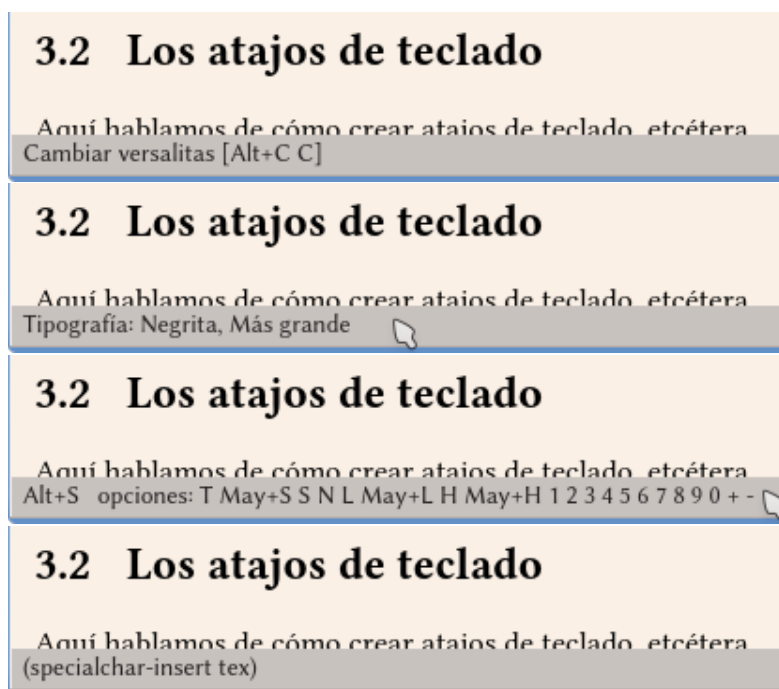 3.2 Los atajos de teclado
Aquí hablamos de cómo crear atajos de teclado, etcétera
Cambiar versalitas [Alt+C C]
3.2 Los atajos de teclado
Aquí hablamos de cómo crear atajos de teclado, etcétera
Tipografía: Negrita, Más grande
3.2 Los atajos de teclado
Aquí hablamos de cómo crear atajos de teclado, etcétera
Alt+S opciones: T May+S S N L May+L H May+H 1 2 3 4 5 6 7 8 9 0 + -
3.2 Los atajos de teclado
Aquí hablamos de cómo crear atajos de teclado, etcétera
(specialchar-insert tex)